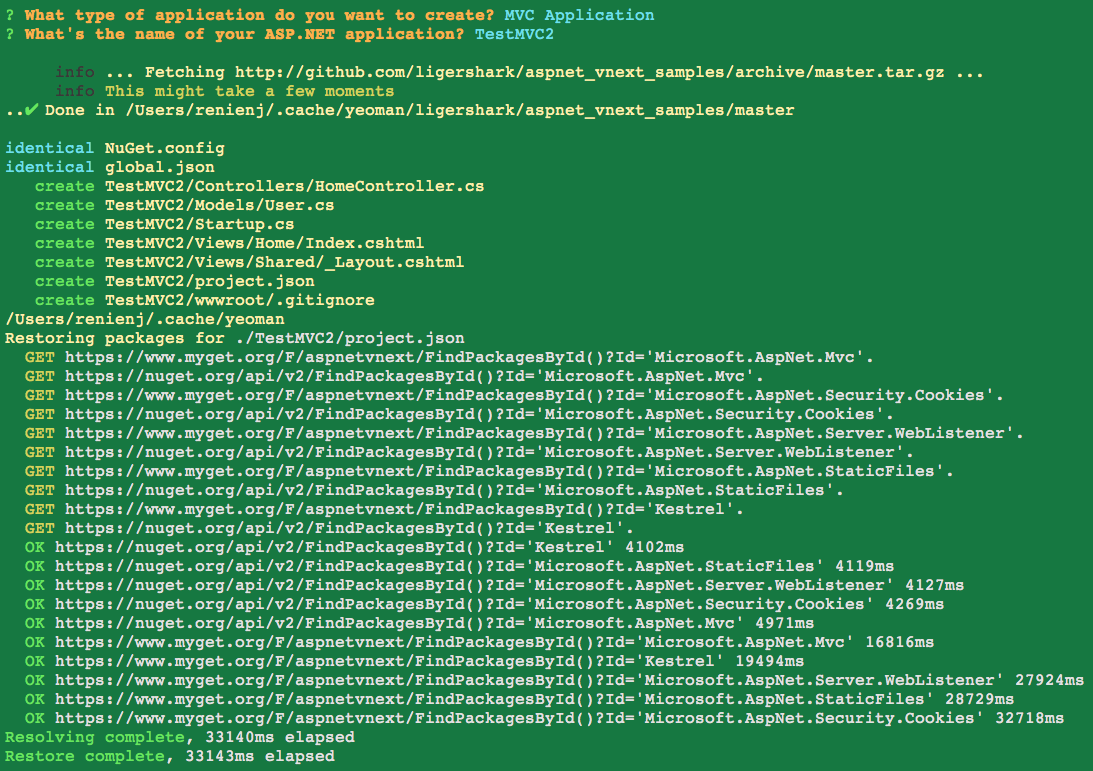 ? What type of application do you want to create? MVC Application
? What's the name of your ASP.NET application? TestMVC2
info ... Fetching http://github.com/ligershark/aspnet_vnext_samples/archive/master.tar.gz ...
info This might take a few moments
..✔ Done in /Users/renienj/.cache/yeoman/ligershark/aspnet_vnext_samples/master
identical NuGet.config
identical global.json
create TestMVC2/Controllers/HomeController.cs
create TestMVC2/Models/User.cs
create TestMVC2/Startup.cs
create TestMVC2/Views/Home/Index.cshtml
create TestMVC2/Views/Shared/_Layout.cshtml
create TestMVC2/project.json
create TestMVC2/wwwroot/.gitignore
/Users/renienj/.cache/yeoman
Restoring packages for ./TestMVC2/project.json
GET https://www.myget.org/F/aspnetvnext/FindPackagesById()?Id='Microsoft.AspNet.Mvc'.
GET https://nuget.org/api/v2/FindPackagesById()?Id='Microsoft.AspNet.Mvc'.
GET https://www.myget.org/F/aspnetvnext/FindPackagesById()?Id='Microsoft.AspNet.Security.Cookies'.
GET https://nuget.org/api/v2/FindPackagesById()?Id='Microsoft.AspNet.Security.Cookies'.
GET https://www.myget.org/F/aspnetvnext/FindPackagesById()?Id='Microsoft.AspNet.Server.WebListener'.
GET https://nuget.org/api/v2/FindPackagesById()?Id='Microsoft.AspNet.Server.WebListener'.
GET https://www.myget.org/F/aspnetvnext/FindPackagesById()?Id='Microsoft.AspNet.StaticFiles'.
GET https://nuget.org/api/v2/FindPackagesById()?Id='Microsoft.AspNet.StaticFiles'.
GET https://www.myget.org/F/aspnetvnext/FindPackagesById()?Id='Kestrel'.
GET https://nuget.org/api/v2/FindPackagesById()?Id='Kestrel'.
OK https://nuget.org/api/v2/FindPackagesById()?Id='Kestrel' 4102ms
OK https://nuget.org/api/v2/FindPackagesById()?Id='Microsoft.AspNet.StaticFiles' 4119ms
OK https://nuget.org/api/v2/FindPackagesById()?Id='Microsoft.AspNet.Server.WebListener' 4127ms
OK https://nuget.org/api/v2/FindPackagesById()?Id='Microsoft.AspNet.Security.Cookies' 4269ms
OK https://nuget.org/api/v2/FindPackagesById()?Id='Microsoft.AspNet.Mvc' 4971ms
OK https://www.myget.org/F/aspnetvnext/FindPackagesById()?Id='Microsoft.AspNet.Mvc' 16816ms
OK https://www.myget.org/F/aspnetvnext/FindPackagesById()?Id='Kestrel' 19494ms
OK https://www.myget.org/F/aspnetvnext/FindPackagesById()?Id='Microsoft.AspNet.Server.WebListener' 27924ms
OK https://www.myget.org/F/aspnetvnext/FindPackagesById()?Id='Microsoft.AspNet.StaticFiles' 28729ms
OK https://www.myget.org/F/aspnetvnext/FindPackagesById()?Id='Microsoft.AspNet.Security.Cookies' 32718ms
Resolving complete, 33140ms elapsed
Restore complete, 33143ms elapsed